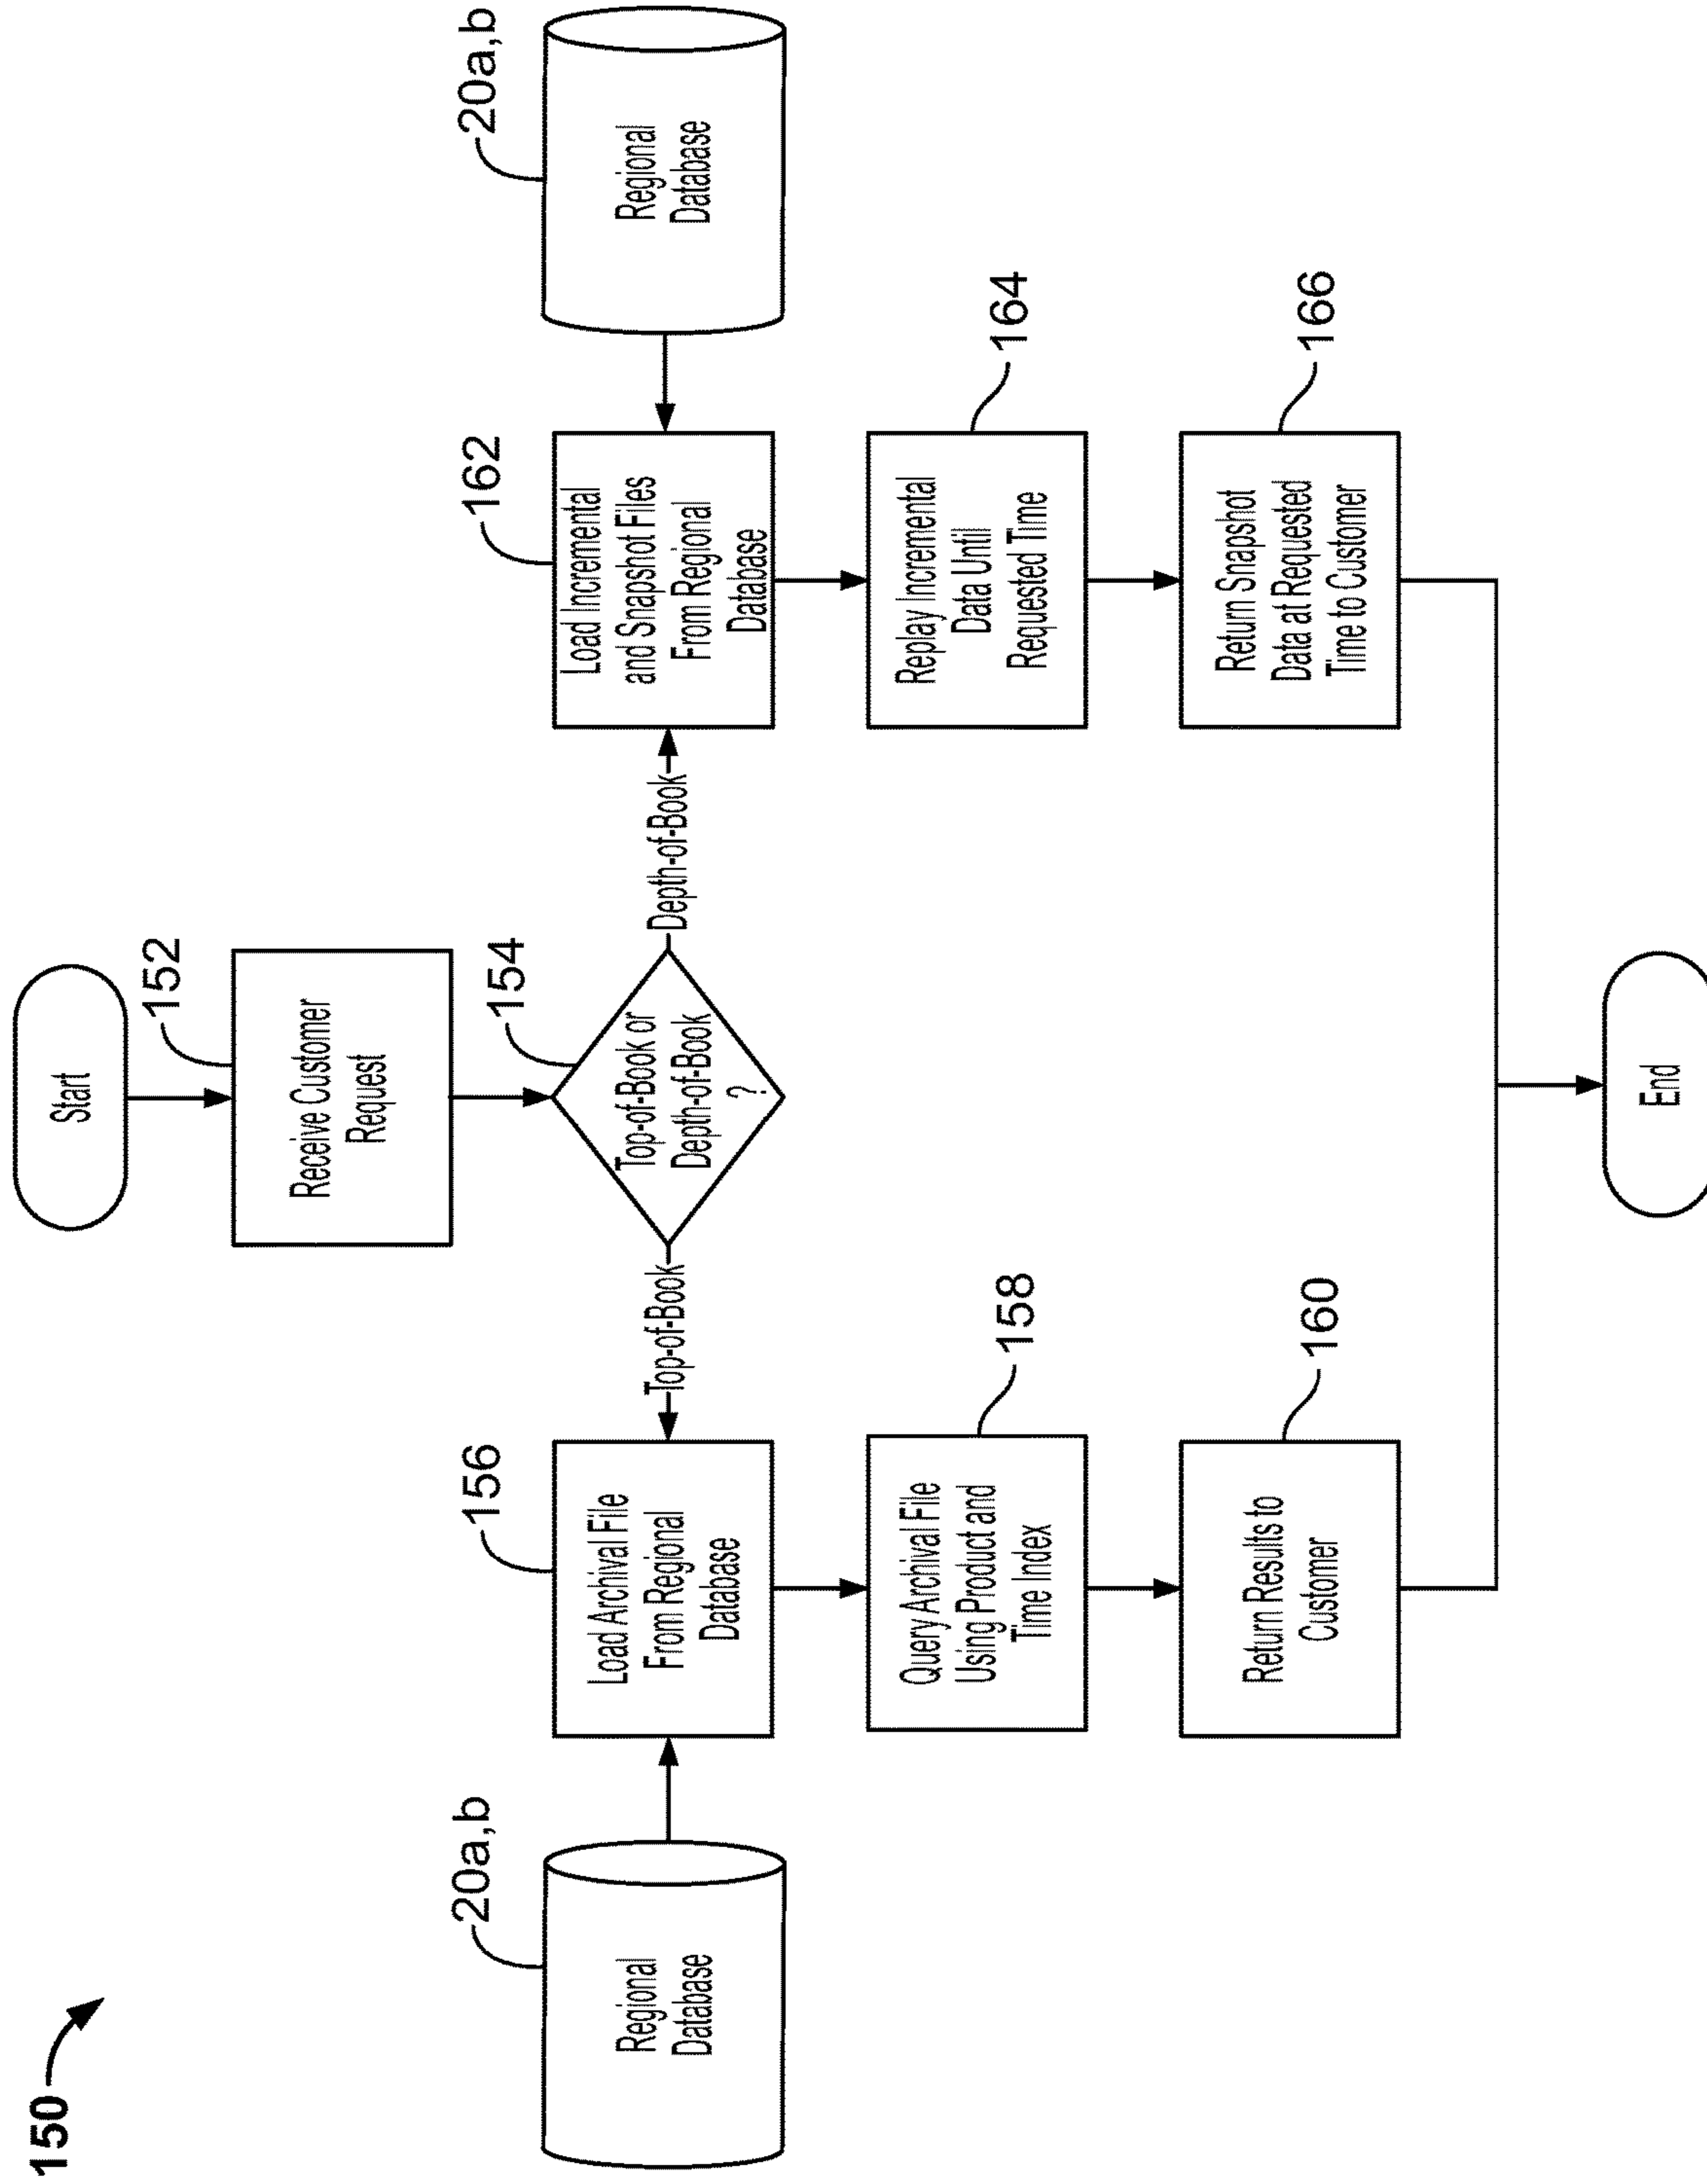 150
Start
152
Receive Customer
Request
154
Top-of-Book or
Depth-of-Book
?
Top-of-Book
Depth-of-Book
20a,b
Regional
Database
156
Load Archival File
From Regional
Database
162
Load Incremental
and Snapshot Files
From Regional
Database
20a,b
Regional
Database
158
Query Archival File
Using Product and
Time Index
164
Replay Incremental
Data Until
Requested Time
160
Return Results to
Customer
166
Return Snapshot
Data at Requested
Time to Customer
End